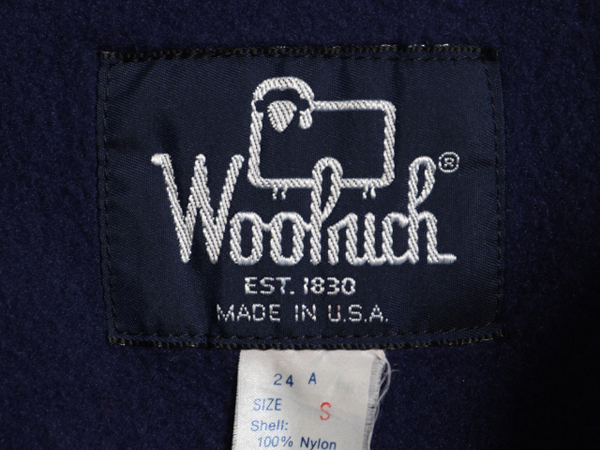 Woolrich®
EST. 1830
MADE IN U.S.A.
24 A
SIZE S
Shell:
100% Nylon